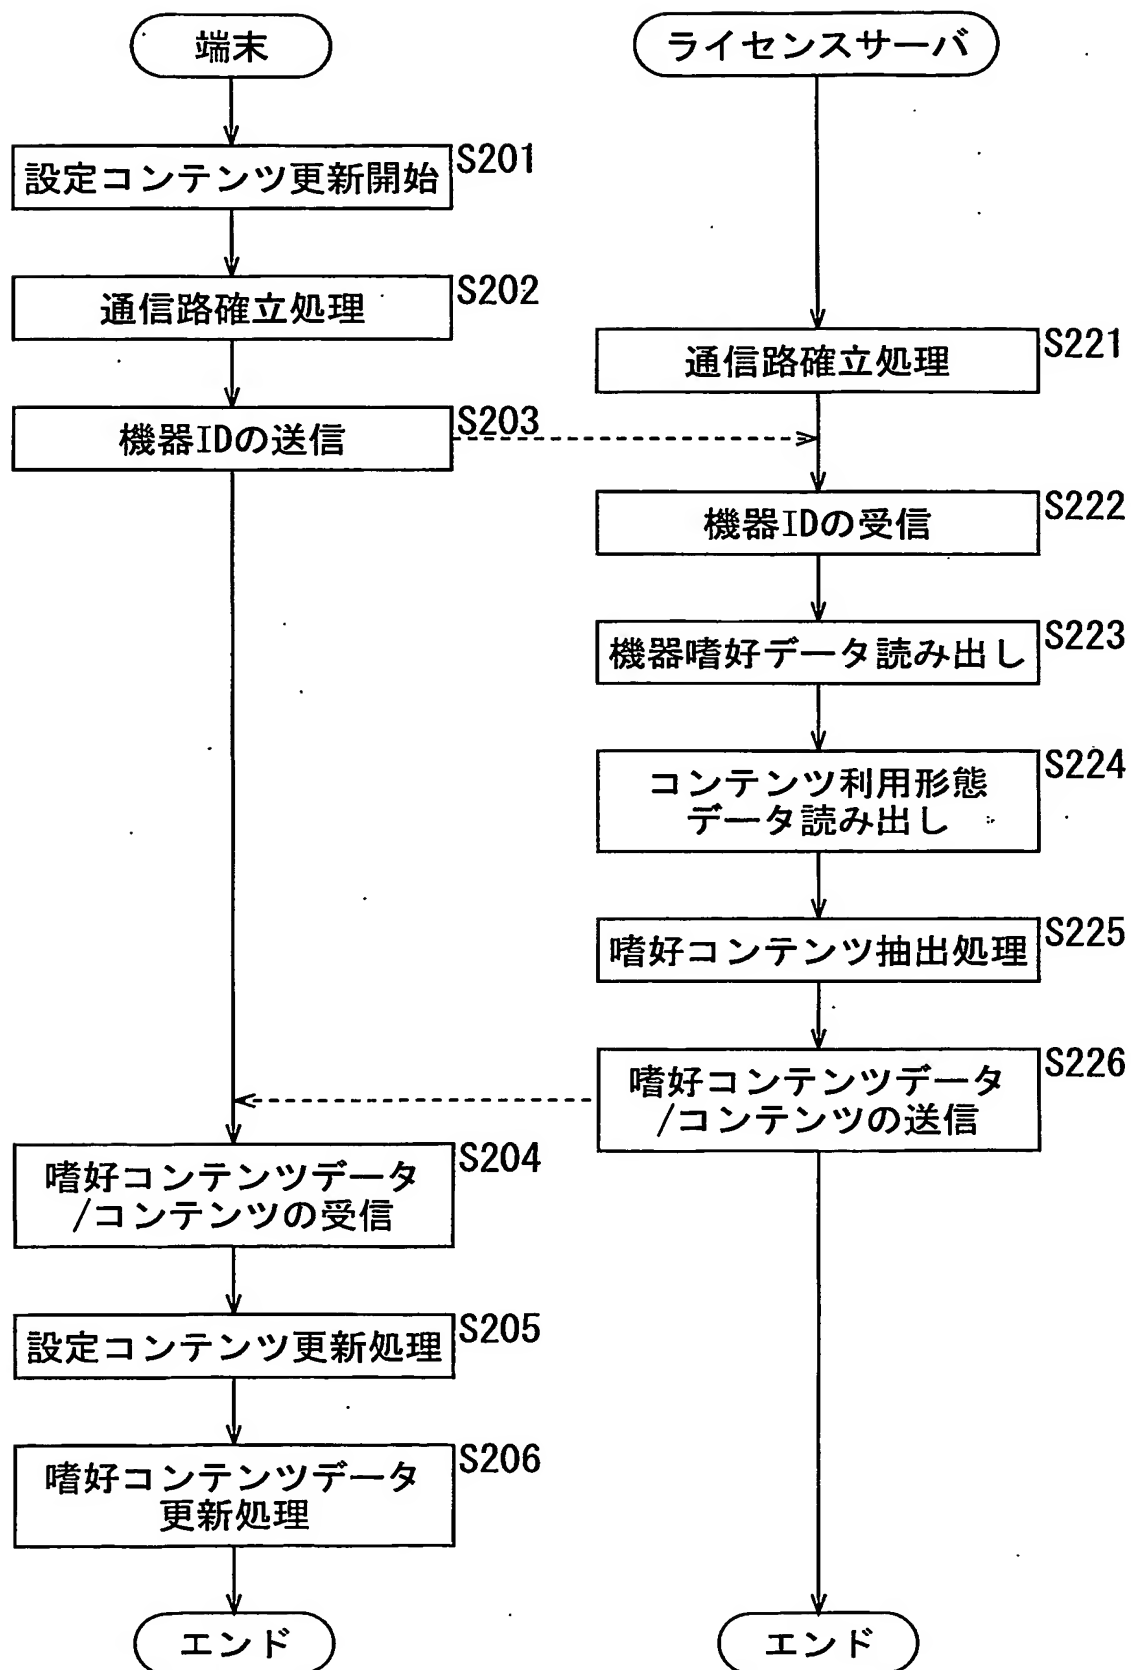 端末
ライセンスサーバ
設定コンテンツ更新開始
S201
通信路確立処理
S202
通信路確立処理
S221
機器IDの送信
S203
機器IDの受信
S222
機器嗜好データ読み出し
S223
コンテンツ利用形態
データ読み出し
S224
嗜好コンテンツ抽出処理
S225
嗜好コンテンツデータ
/コンテンツの送信
S226
嗜好コンテンツデータ
/コンテンツの受信
S204
設定コンテンツ更新処理
S205
嗜好コンテンツデータ
更新処理
S206
エンド
エンド